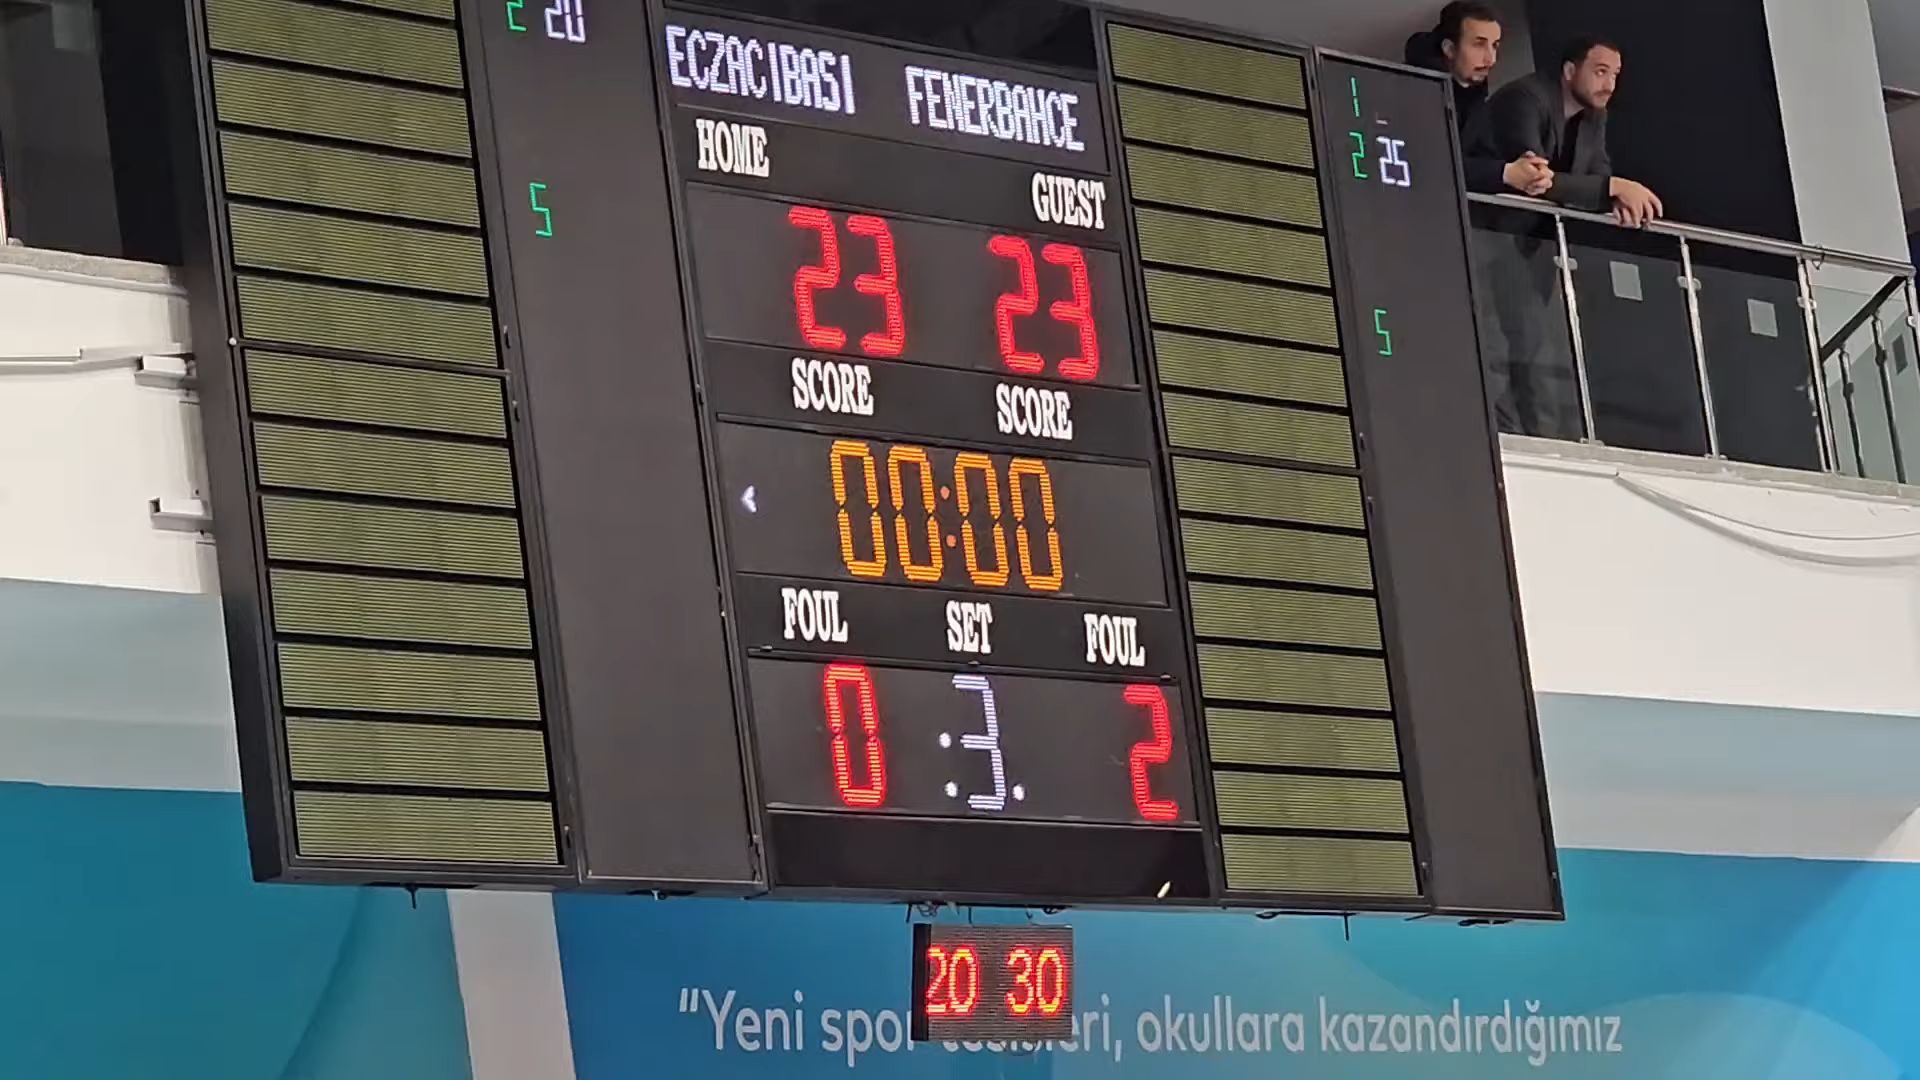 2 20
ECZACIBASI FENERBAHCE
HOME GUEST
1 _
2 25
5
23 23
5
SCORE SCORE
< 00:00
FOUL SET FOUL
0 :3. 2
20 30
"Yeni spor okullara kazandırdığımız